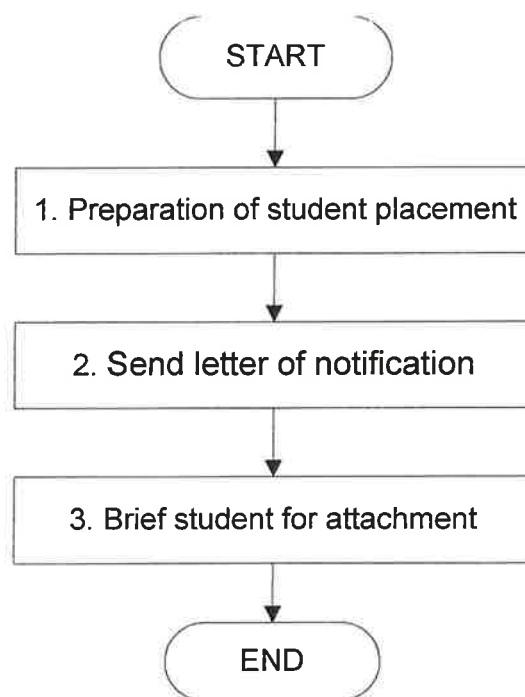 START
1. Preparation of student placement
2. Send letter of notification
3. Brief student for attachment
END